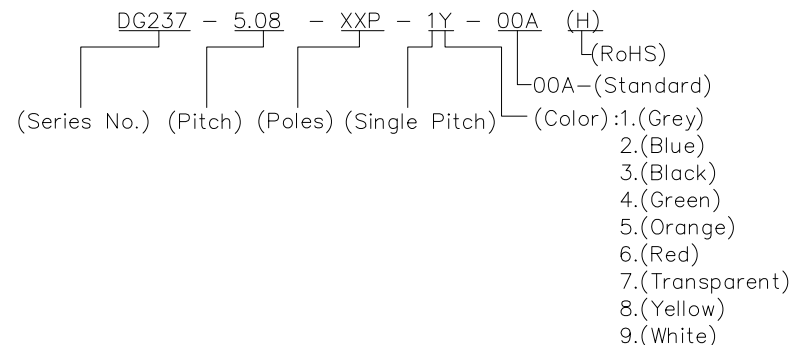 DG237 - 5.08 - XXP - 1Y - 00A (H)
(RoHS)
00A-(Standard)
(Series No.) (Pitch) (Poles) (Single Pitch) (Color):1.(Grey)
2.(Blue)
3.(Black)
4.(Green)
5.(Orange)
6.(Red)
7.(Transparent)
8.(Yellow)
9.(White)